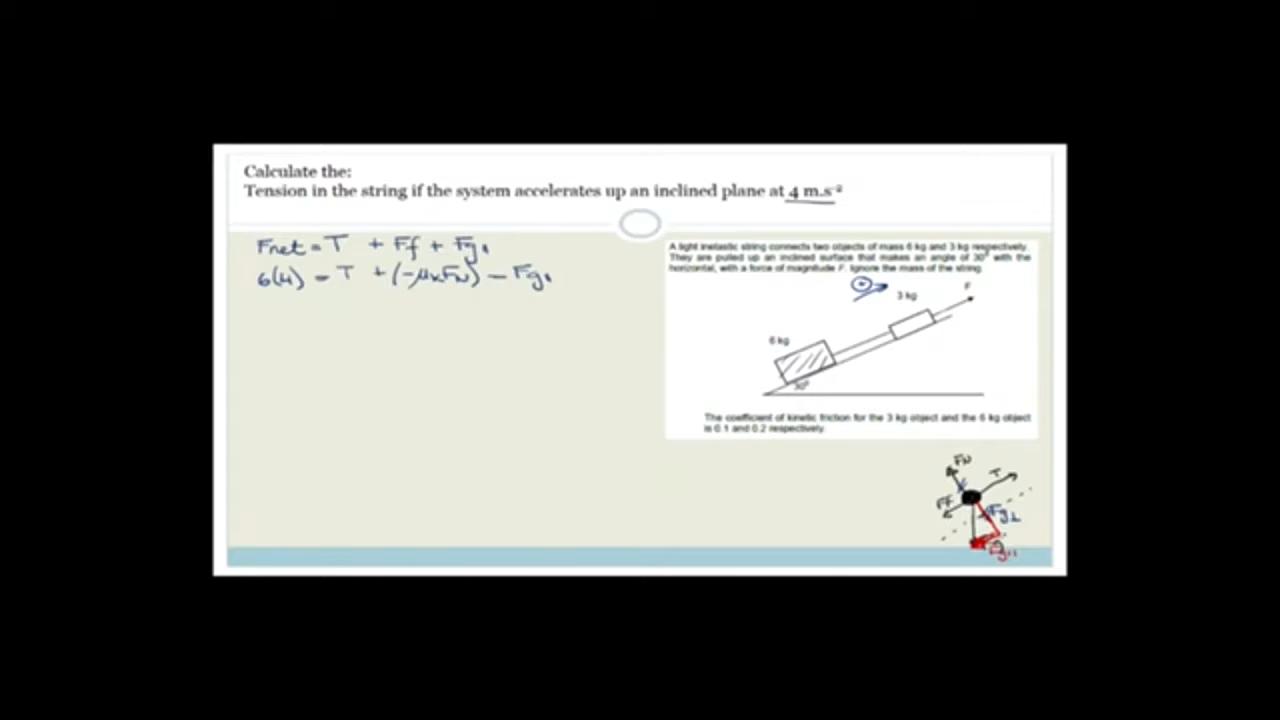 Calculate the:
Tension in the string if the system accelerates up an inclined plane at 4 m.s⁻²
Fnet = T + Ff + Fg॥
6(4) = T + (-μₖFN) - Fg॥
A light inelastic string connects two objects of mass 6 kg and 3 kg respectively.
They are pulled up an inclined surface that makes an angle of 30° with the
horizontal, with a force of magnitude F. Ignore the mass of the string.
+
3 kg
F
6 kg
30°
The coefficient of kinetic friction for the 3 kg object and the 6 kg object
is 0.1 and 0.2 respectively.
FN
T
Ff
Fg⊥
Fg॥